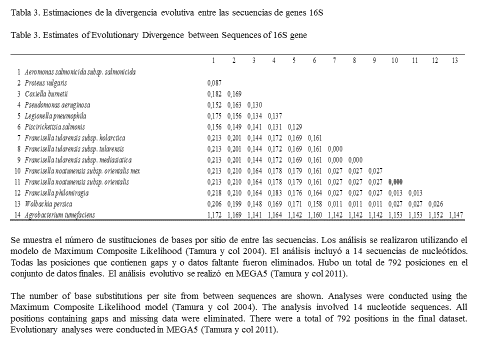 Tabla 3. Estimaciones de la divergencia evolutiva entre las secuencias de genes 16S
Table 3. Estimates of Evolutionary Divergence between Sequences of 16S gene
1 2 3 4 5 6 7 8 9 10 11 12 13
1 Aeromonas salmonicida subsp. salmonicida
2 Proteus vulgaris 0,087
3 Coxiella burnetii 0,182 0,169
4 Pseudomonas aeruginosa 0,152 0,163 0,130
5 Legionella pneumophila 0,175 0,156 0,134 0,137
6 Piscirickettsia salmonis 0,156 0,149 0,141 0,131 0,129
7 Francisella tularensis subsp. holarctica 0,213 0,201 0,144 0,172 0,169 0,161
8 Francisella tularensis subsp. tularensis 0,213 0,201 0,144 0,172 0,169 0,161 0,000
9 Francisella tularensis subsp. mediasiatica 0,213 0,201 0,144 0,172 0,169 0,161 0,000 0,000
10 Francisella noatunensis subsp. orientalis mex 0,213 0,210 0,164 0,178 0,179 0,161 0,027 0,027 0,027
11 Francisella noatunensis subsp. orientalis 0,213 0,210 0,164 0,178 0,179 0,161 0,027 0,027 0,027 0,000
12 Francisella philomiragia 0,218 0,210 0,164 0,183 0,176 0,164 0,027 0,027 0,027 0,013 0,013
13 Wolbachia persica 0,206 0,199 0,148 0,169 0,171 0,158 0,011 0,011 0,011 0,027 0,027 0,026
14 Agrobacterium tumefaciens 1,172 1,169 1,141 1,164 1,142 1,160 1,142 1,142 1,142 1,153 1,153 1,152 1,147
Se muestra el número de sustituciones de bases por sitio de entre las secuencias. Los análisis se realizaron utilizando el
modelo de Maximum Composite Likelihood (Tamura y col 2004). El análisis incluyó a 14 secuencias de nucleótidos.
Todas las posiciones que contienen gaps y o datos faltante fueron eliminados. Hubo un total de 792 posiciones en el
conjunto de datos finales. El análisis evolutivo se realizó en MEGA5 (Tamura y col 2011).
The number of base substitutions per site from between sequences are shown. Analyses were conducted using the
Maximum Composite Likelihood model (Tamura y col 2004). The analysis involved 14 nucleotide sequences. All
positions containing gaps and missing data were eliminated. There were a total of 792 positions in the final dataset.
Evolutionary analyses were conducted in MEGA5 (Tamura y col 2011).